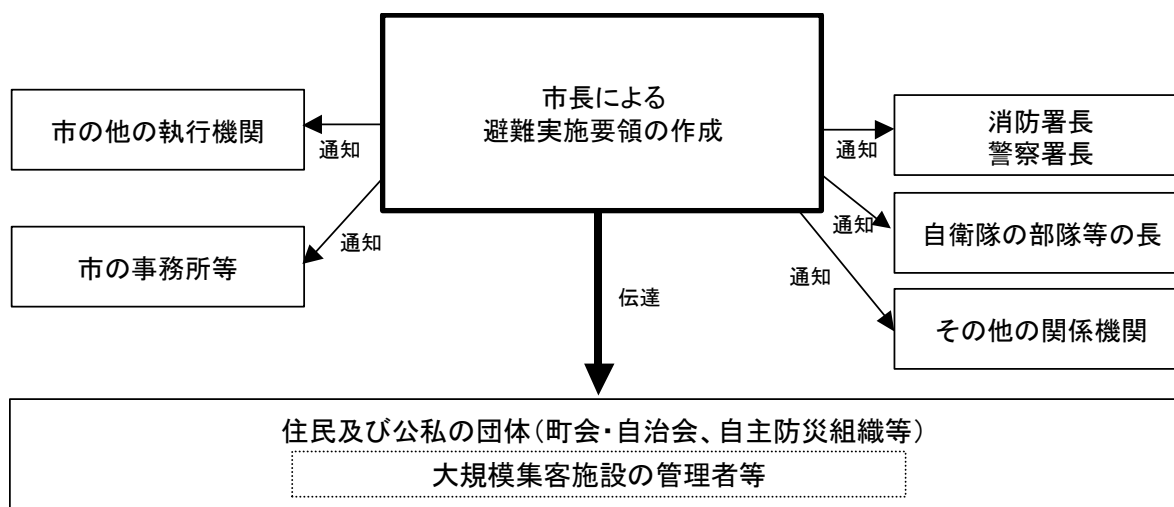 市長による
避難実施要領の作成
市の他の執行機関
通知
市の事務所等
通知
消防署長
警察署長
通知
自衛隊の部隊等の長
通知
その他の関係機関
通知
伝達
住民及び公私の団体（町会・自治会、自主防災組織等）
大規模集客施設の管理者等